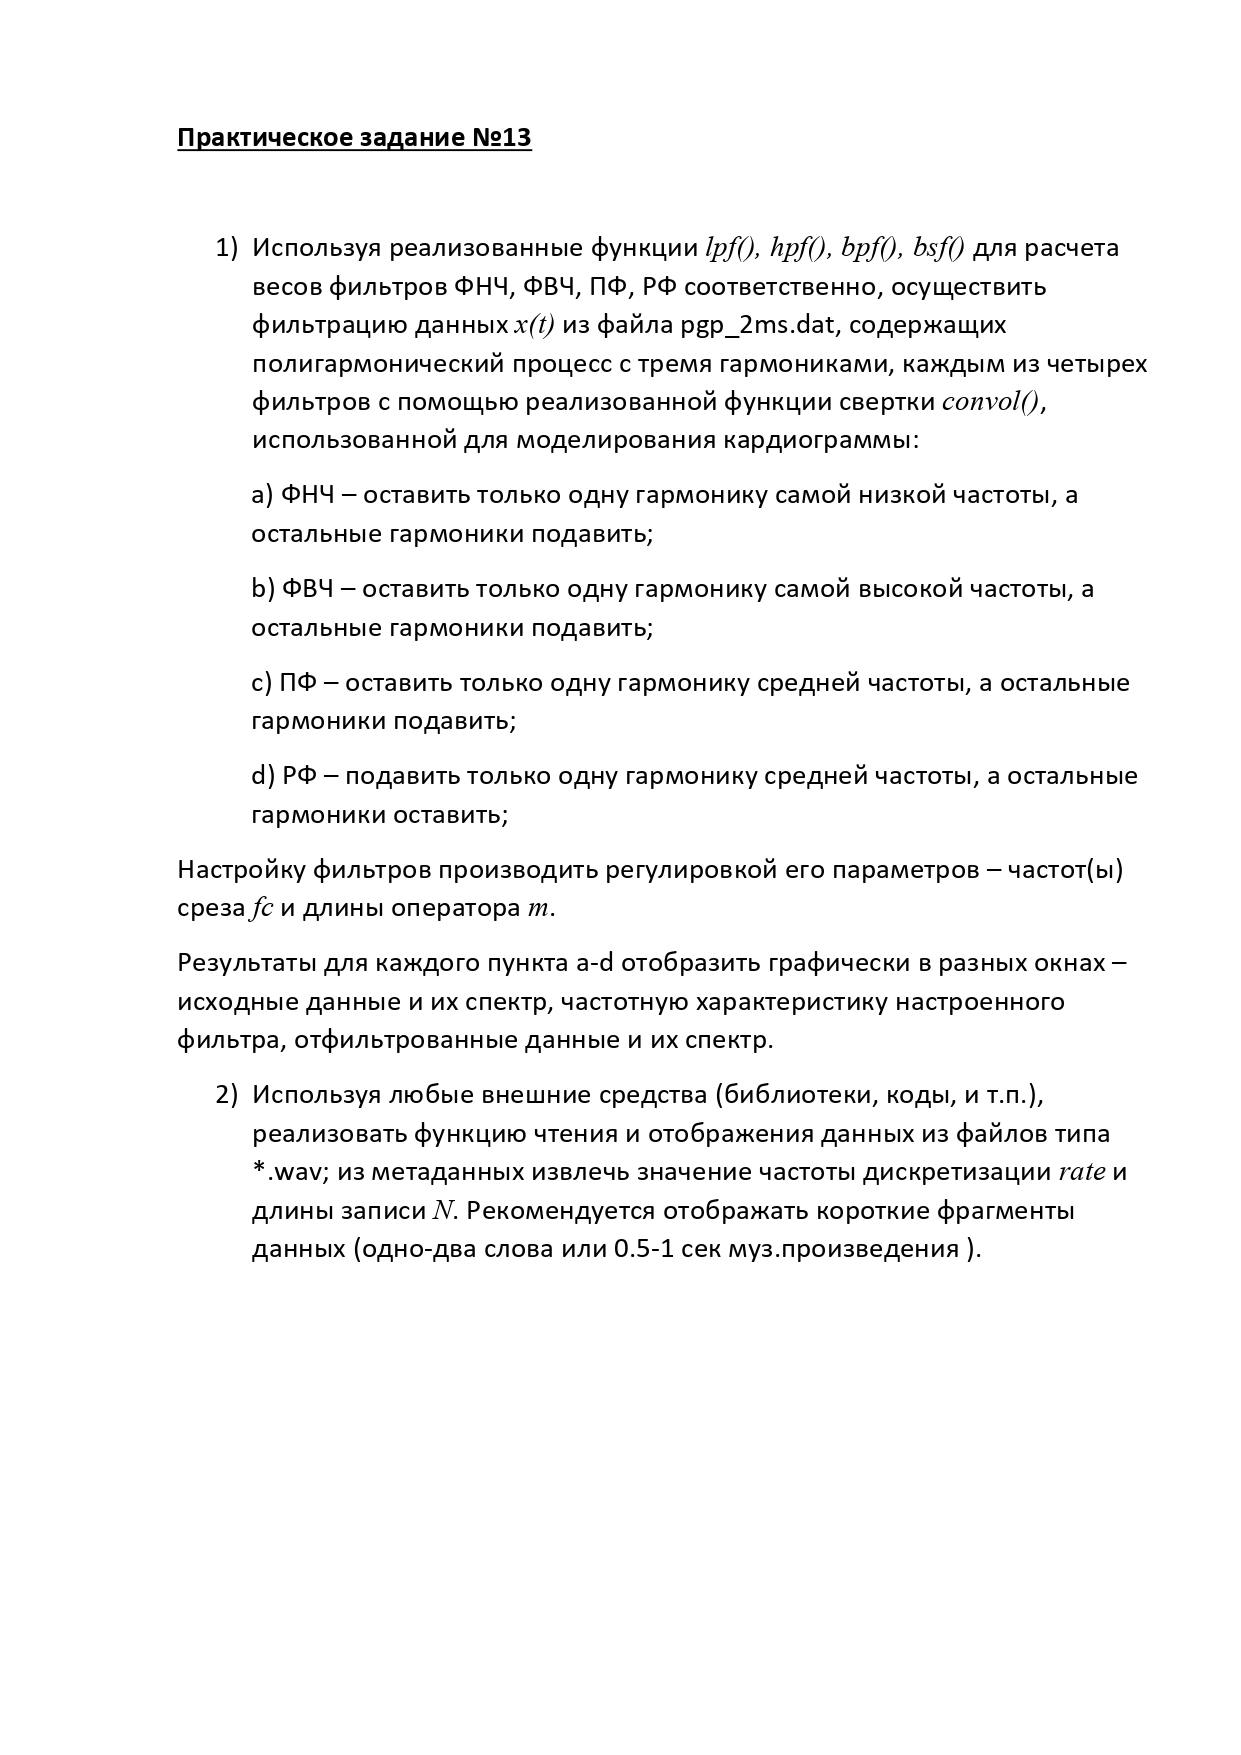 Практическое задание №13
1) Используя реализованные функции lpf(), hpf(), bpf(), bsf() для расчета
весов фильтров ФНЧ, ФВЧ, ПФ, РФ соответственно, осуществить
фильтрацию данных x(t) из файла pgp_2ms.dat, содержащих
полигармонический процесс с тремя гармониками, каждым из четырех
фильтров с помощью реализованной функции свертки convol(),
использованной для моделирования кардиограммы:
a) ФНЧ – оставить только одну гармонику самой низкой частоты, а
остальные гармоники подавить;
b) ФВЧ – оставить только одну гармонику самой высокой частоты, а
остальные гармоники подавить;
c) ПФ – оставить только одну гармонику средней частоты, а остальные
гармоники подавить;
d) РФ – подавить только одну гармонику средней частоты, а остальные
гармоники оставить;
Настройку фильтров производить регулировкой его параметров – частот(ы)
среза fc и длины оператора m.
Результаты для каждого пункта a-d отобразить графически в разных окнах –
исходные данные и их спектр, частотную характеристику настроенного
фильтра, отфильтрованные данные и их спектр.
2) Используя любые внешние средства (библиотеки, коды, и т.п.),
реализовать функцию чтения и отображения данных из файлов типа
*.wav; из метаданных извлечь значение частоты дискретизации rate и
длины записи N. Рекомендуется отображать короткие фрагменты
данных (одно-два слова или 0.5-1 сек муз.произведения ).